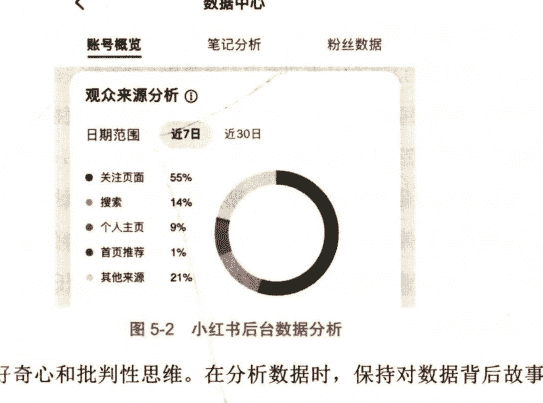 数据中心
账号概览 笔记分析 粉丝数据
观众来源分析
日期范围 近7日 近30日
关注页面 55%
搜索 14%
个人主页 9%
首页推荐 1%
其他来源 21%
图 5-2 小红书后台数据分析
好奇心和批判性思维。在分析数据时，保持对数据背后故事